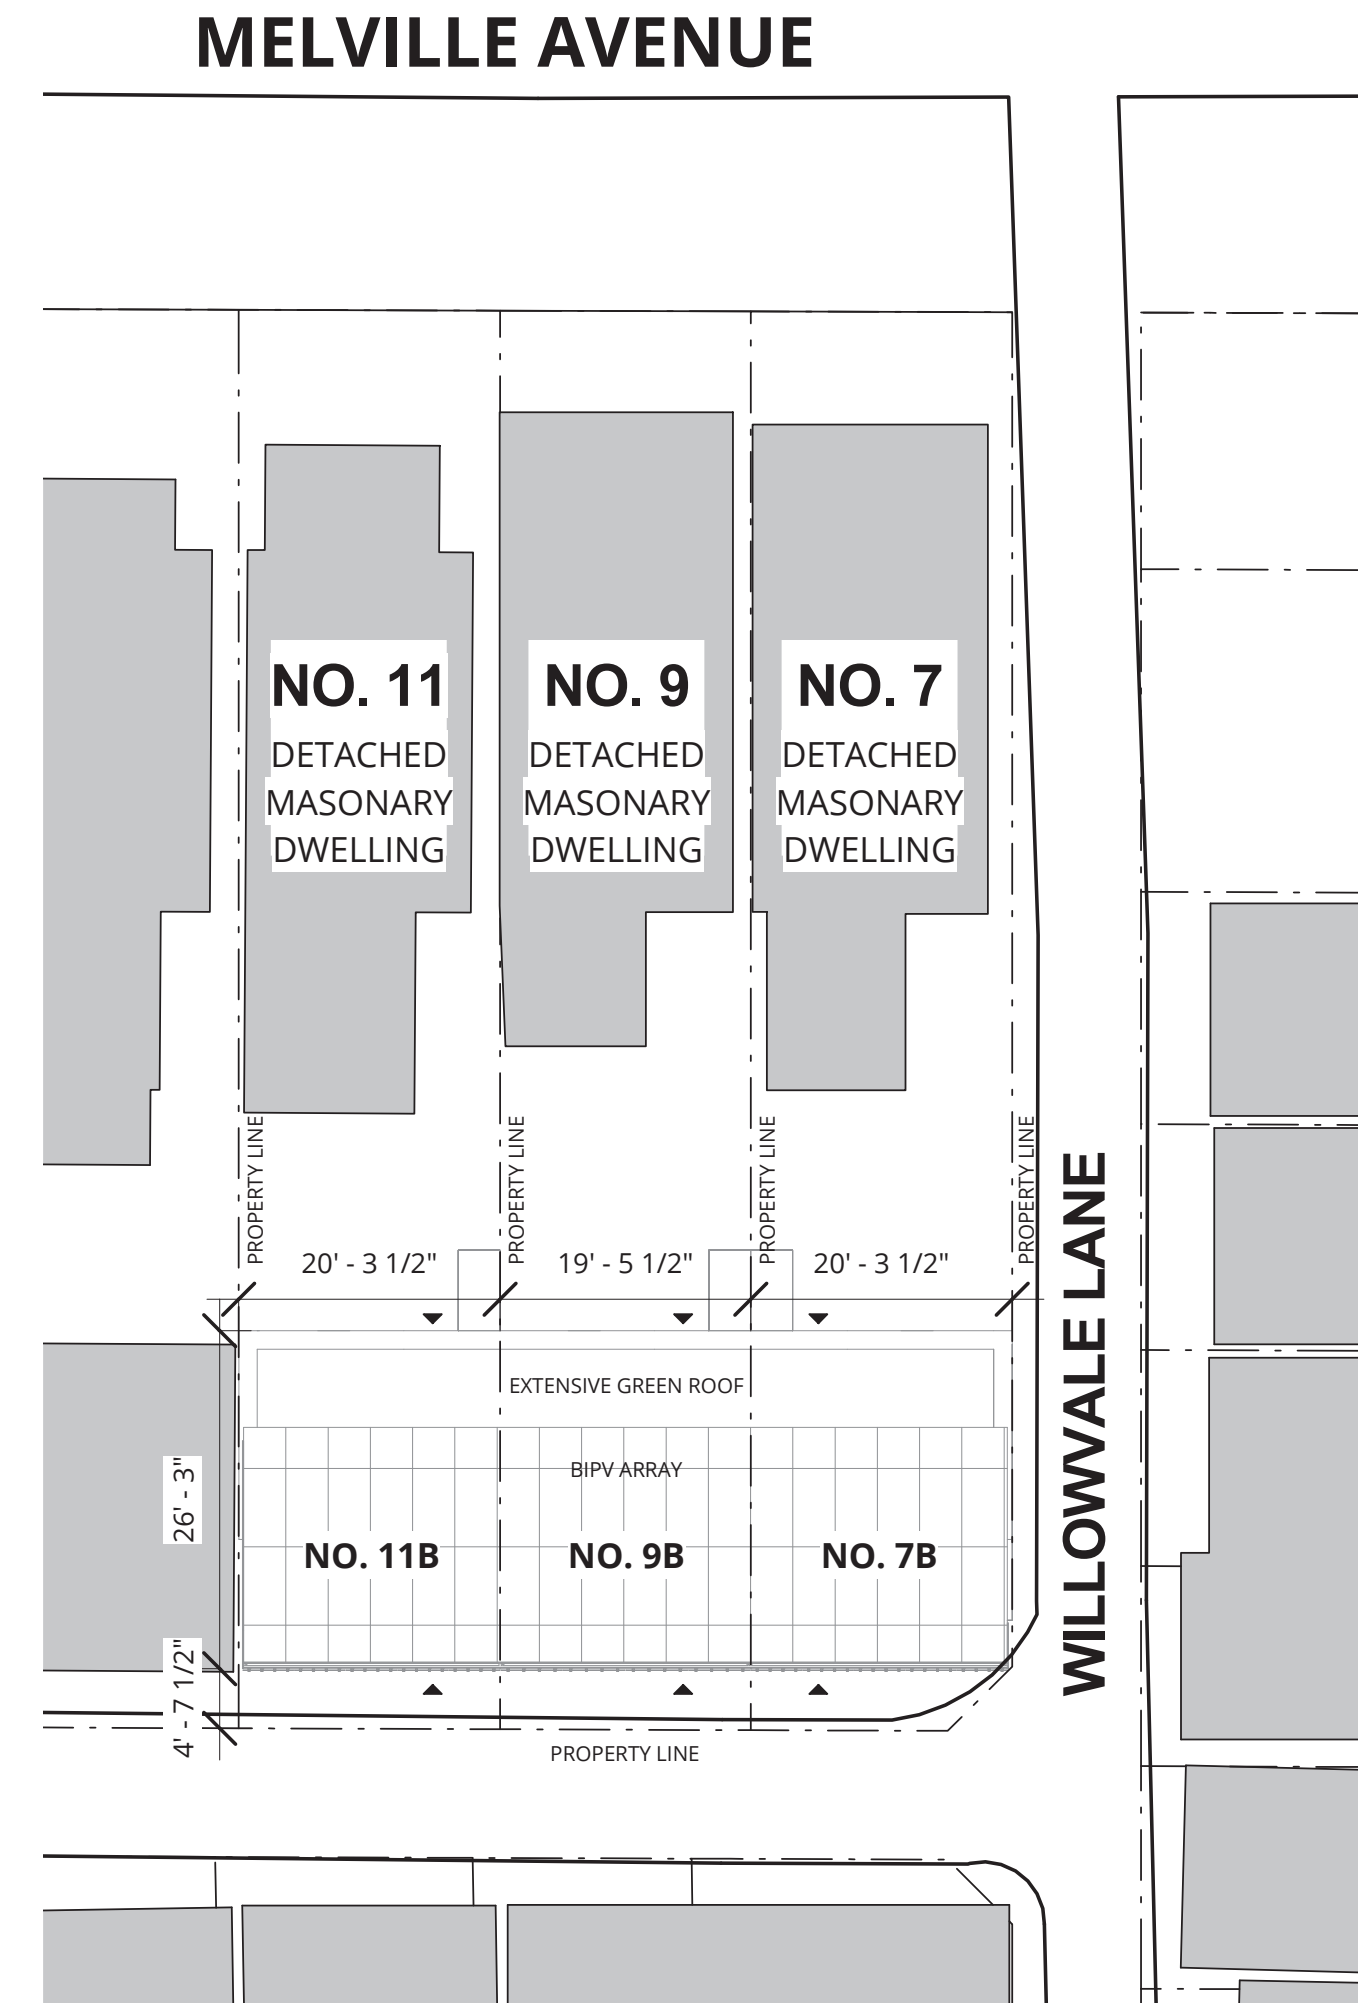 MELVILLE AVENUE
NO. 11
DETACHED
MASONARY
DWELLING
NO. 9
DETACHED
MASONARY
DWELLING
NO. 7
DETACHED
MASONARY
DWELLING
PROPERTY LINE
PROPERTY LINE
PROPERTY LINE
PROPERTY LINE
WILLOWVALE LANE
20' - 3 1/2"
19' - 5 1/2"
20' - 3 1/2"
EXTENSIVE GREEN ROOF
BIPV ARRAY
26' - 3"
NO. 11B
NO. 9B
NO. 7B
4' - 7 1/2"
PROPERTY LINE